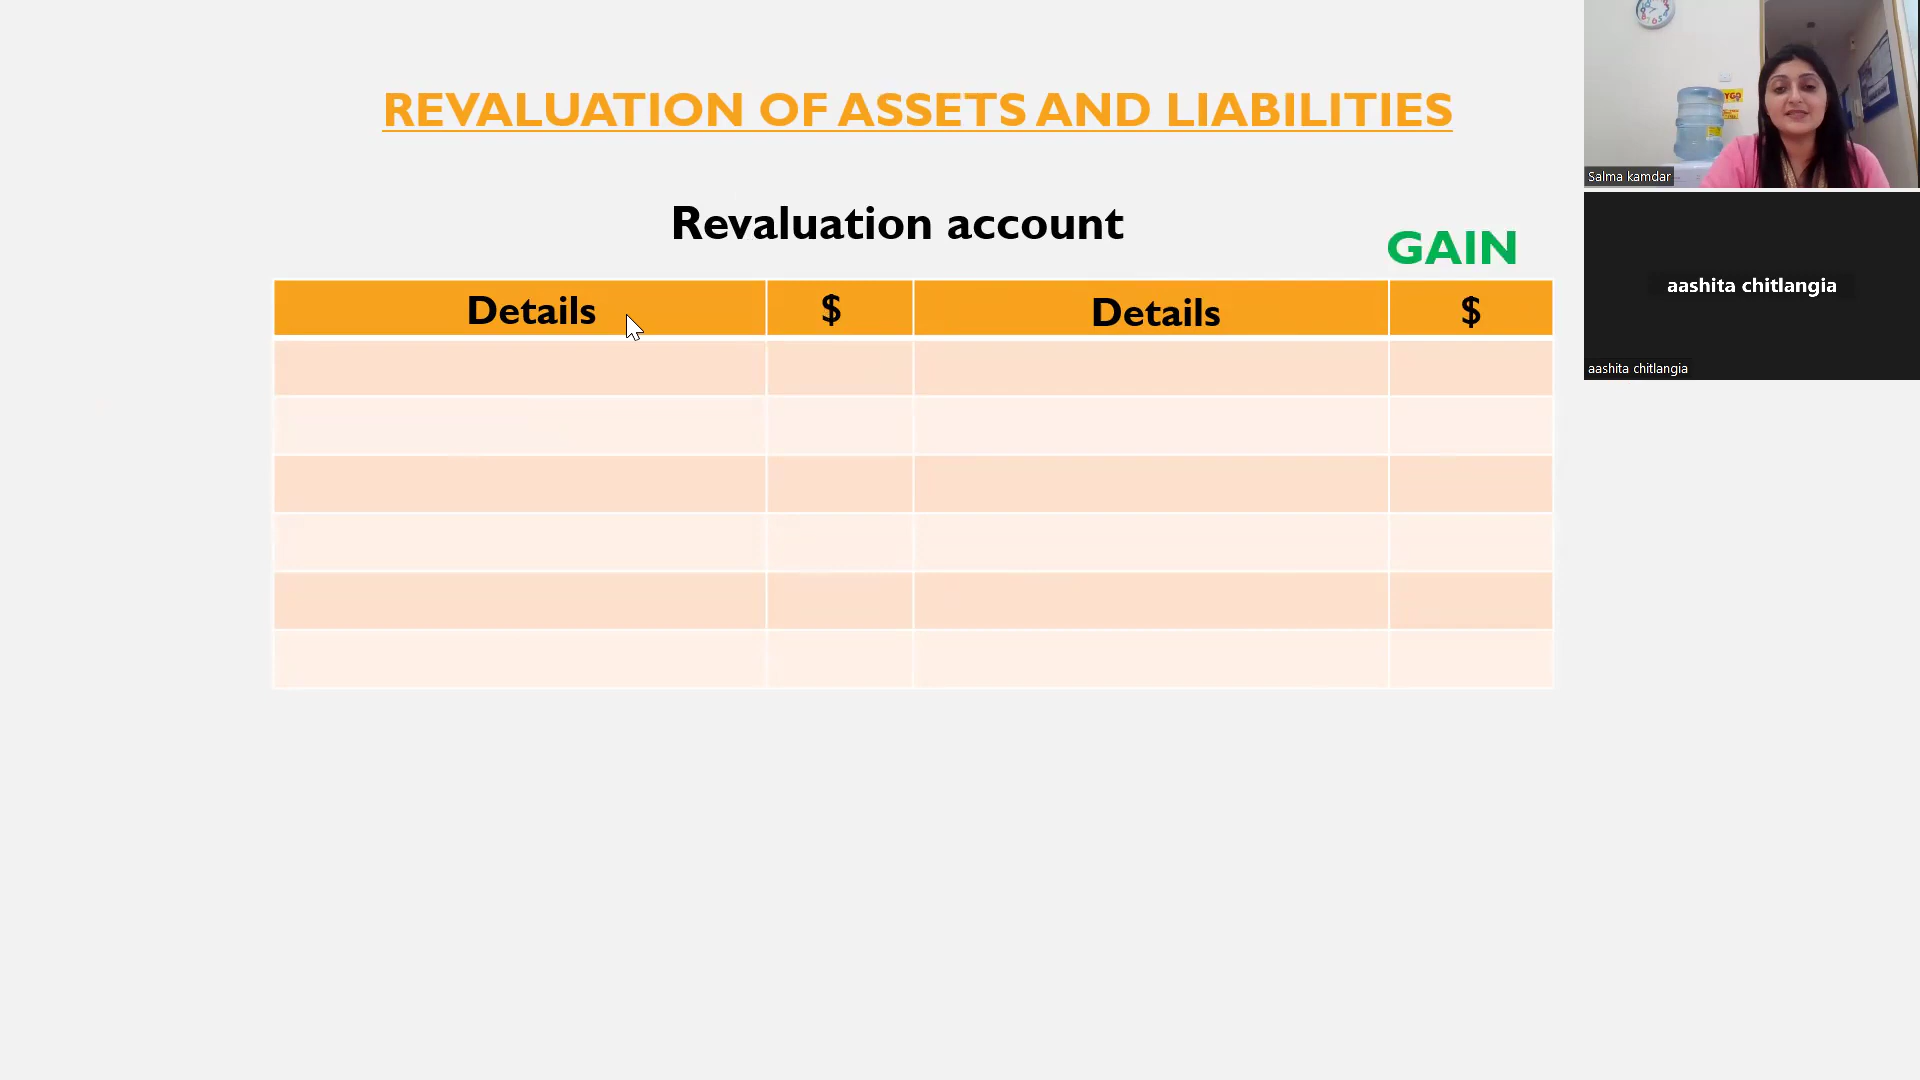 REVALUATION OF ASSETS AND LIABILITIES
Revaluation account
GAIN
Details $ Details $
Salma kamdar
aashita chitlangia
aashita chitlangia